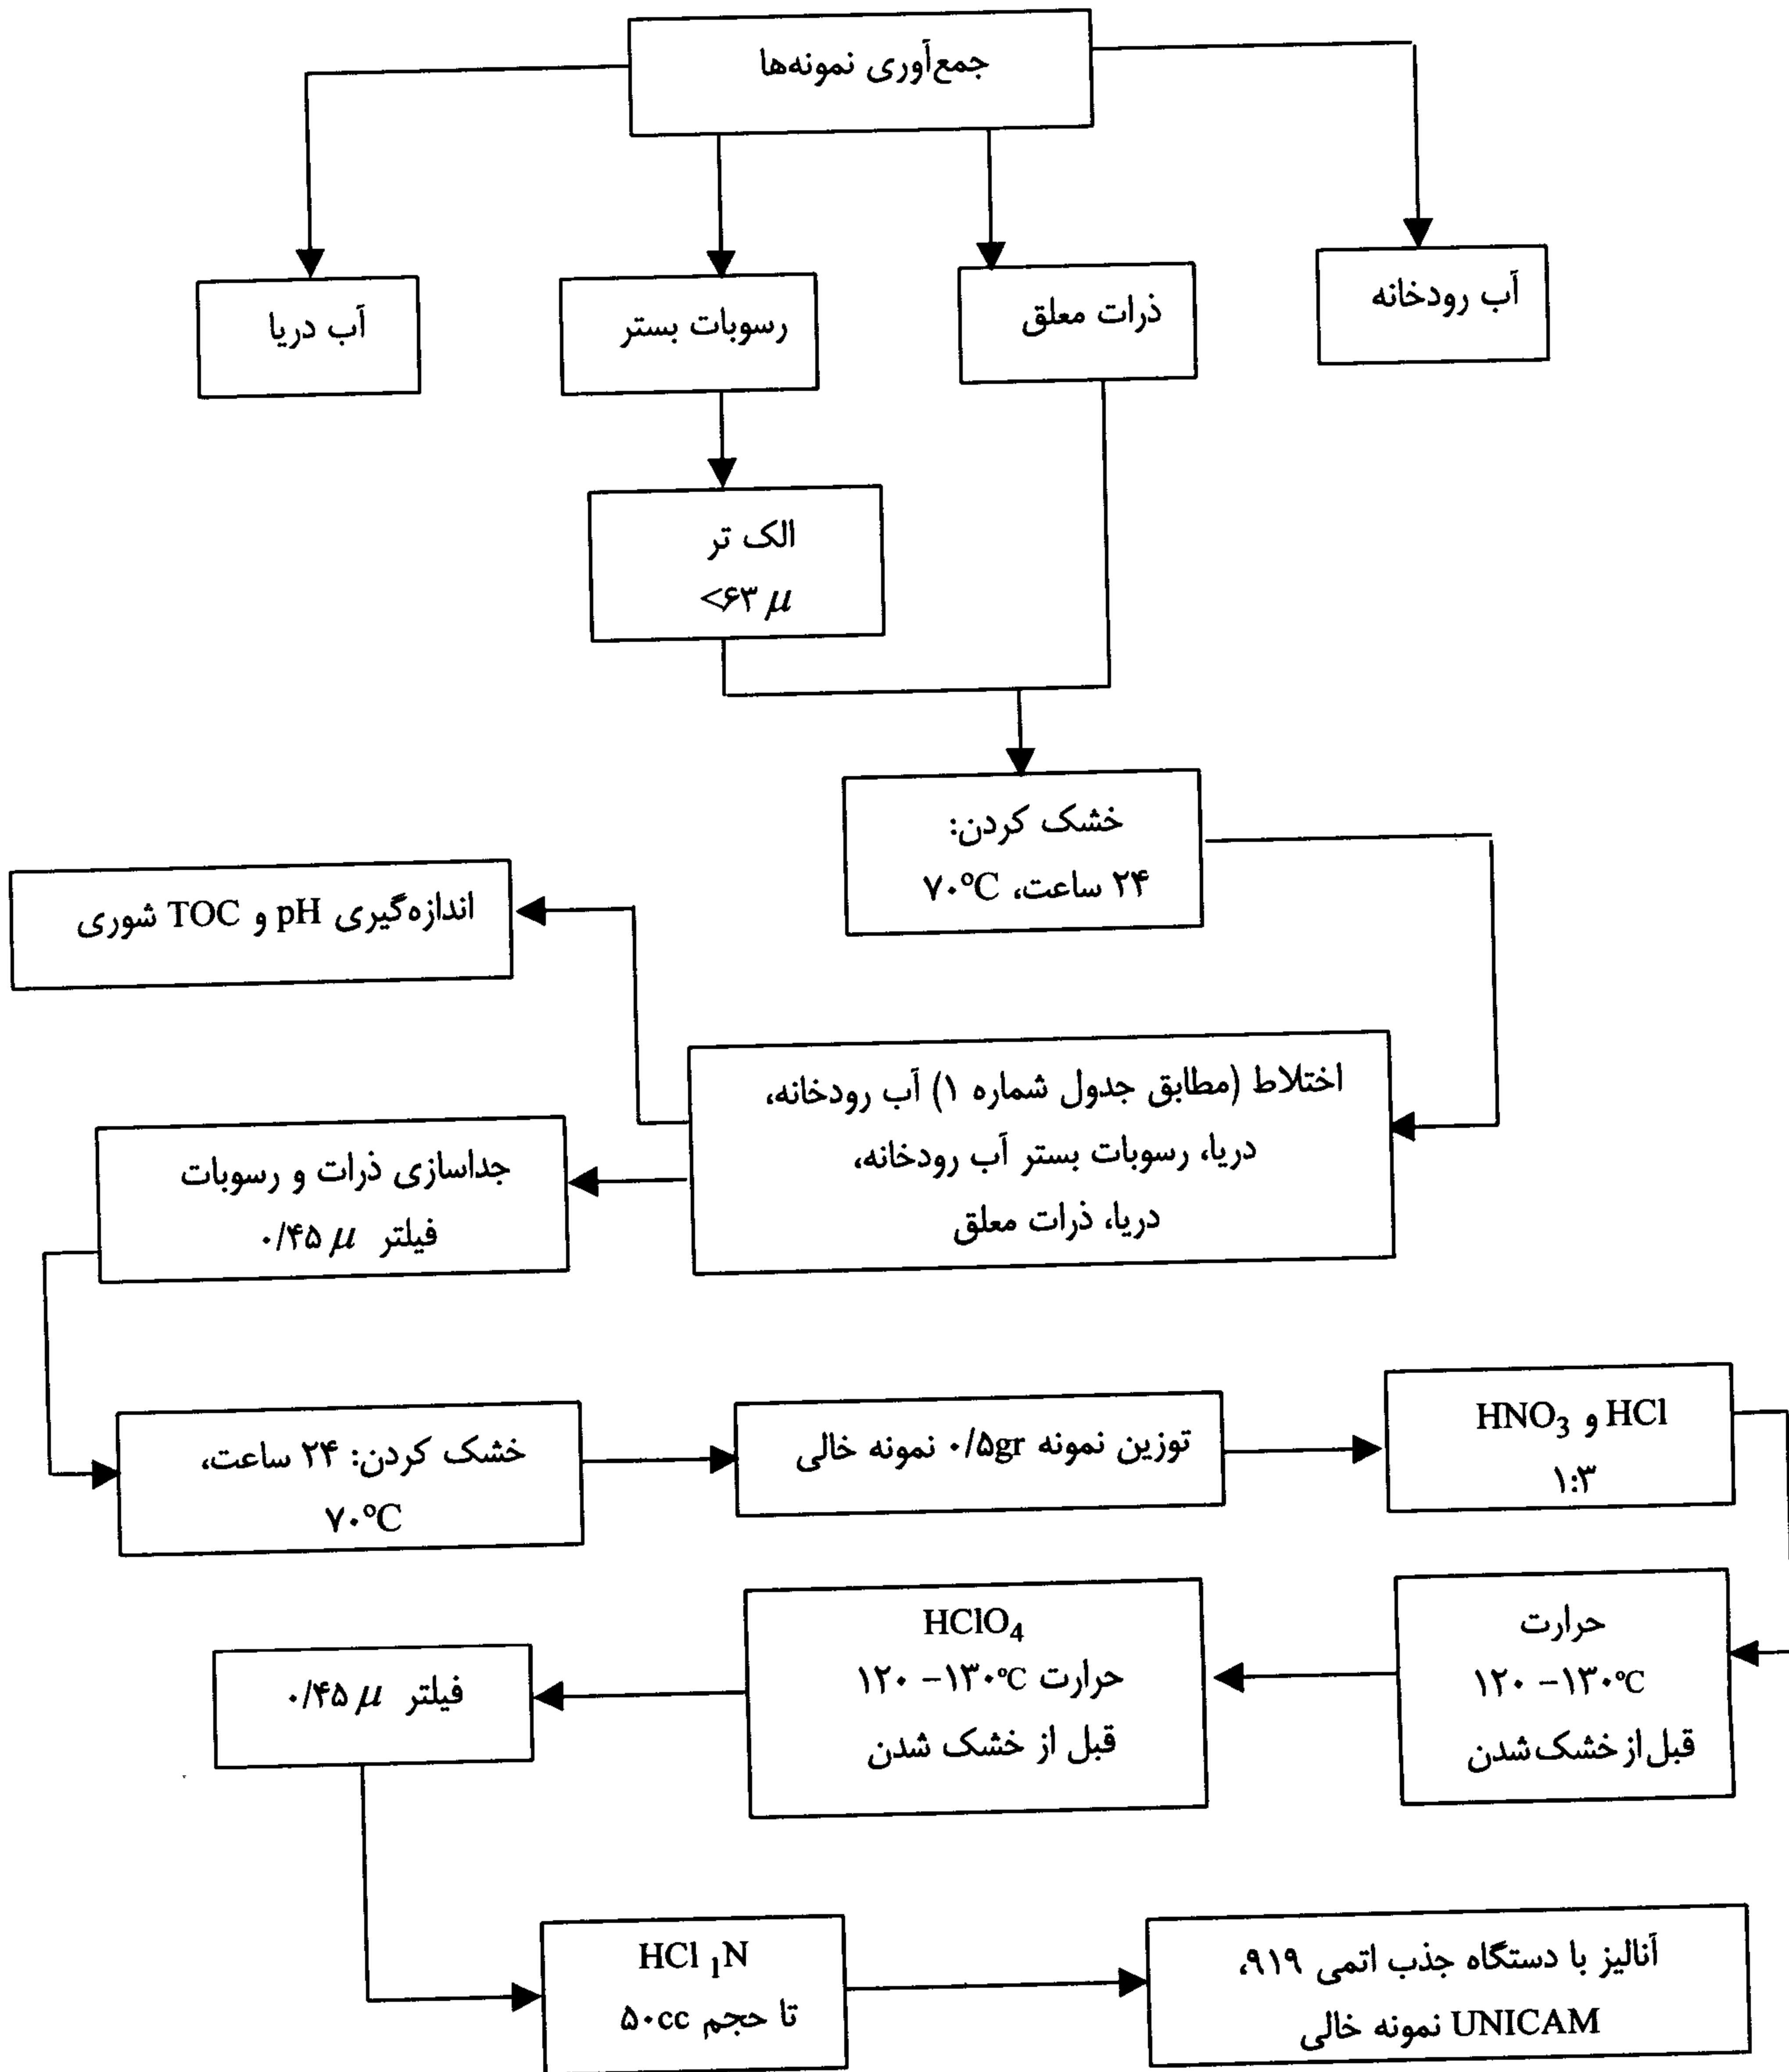 جمع‌آوری نمونه‌ها
آب رودخانه
ذرات معلق
رسوبات بستر
آب دریا
الک تر
<۶۳ μ
خشک کردن:
۲۴ ساعت، ۷۰°C
اندازه‌گیری pH و TOC شوری
اختلاط (مطابق جدول شماره ۱) آب رودخانه،
دریا، رسوبات بستر آب رودخانه،
دریا، ذرات معلق
جداسازی ذرات و رسوبات
فیلتر ۰/۴۵ μ
خشک کردن: ۲۴ ساعت،
۷۰°C
توزین نمونه ۰/۵gr نمونه خالی
HCl و HNO₃
۱:۳
حرارت
۱۲۰ –۱۳۰°C
قبل از خشک شدن
HClO₄
حرارت ۱۲۰ –۱۳۰°C
قبل از خشک شدن
فیلتر ۰/۴۵ μ
HCl ₁N
تا حجم ۵۰cc
آنالیز با دستگاه جذب اتمی ۹۱۹،
UNICAM نمونه خالی